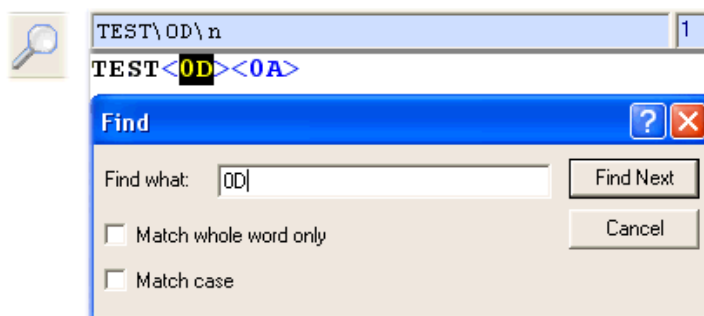 TEST\0D\n 1
TEST<0D><0A>
Find
Find what: 0D Find Next
Match whole word only Cancel
Match case